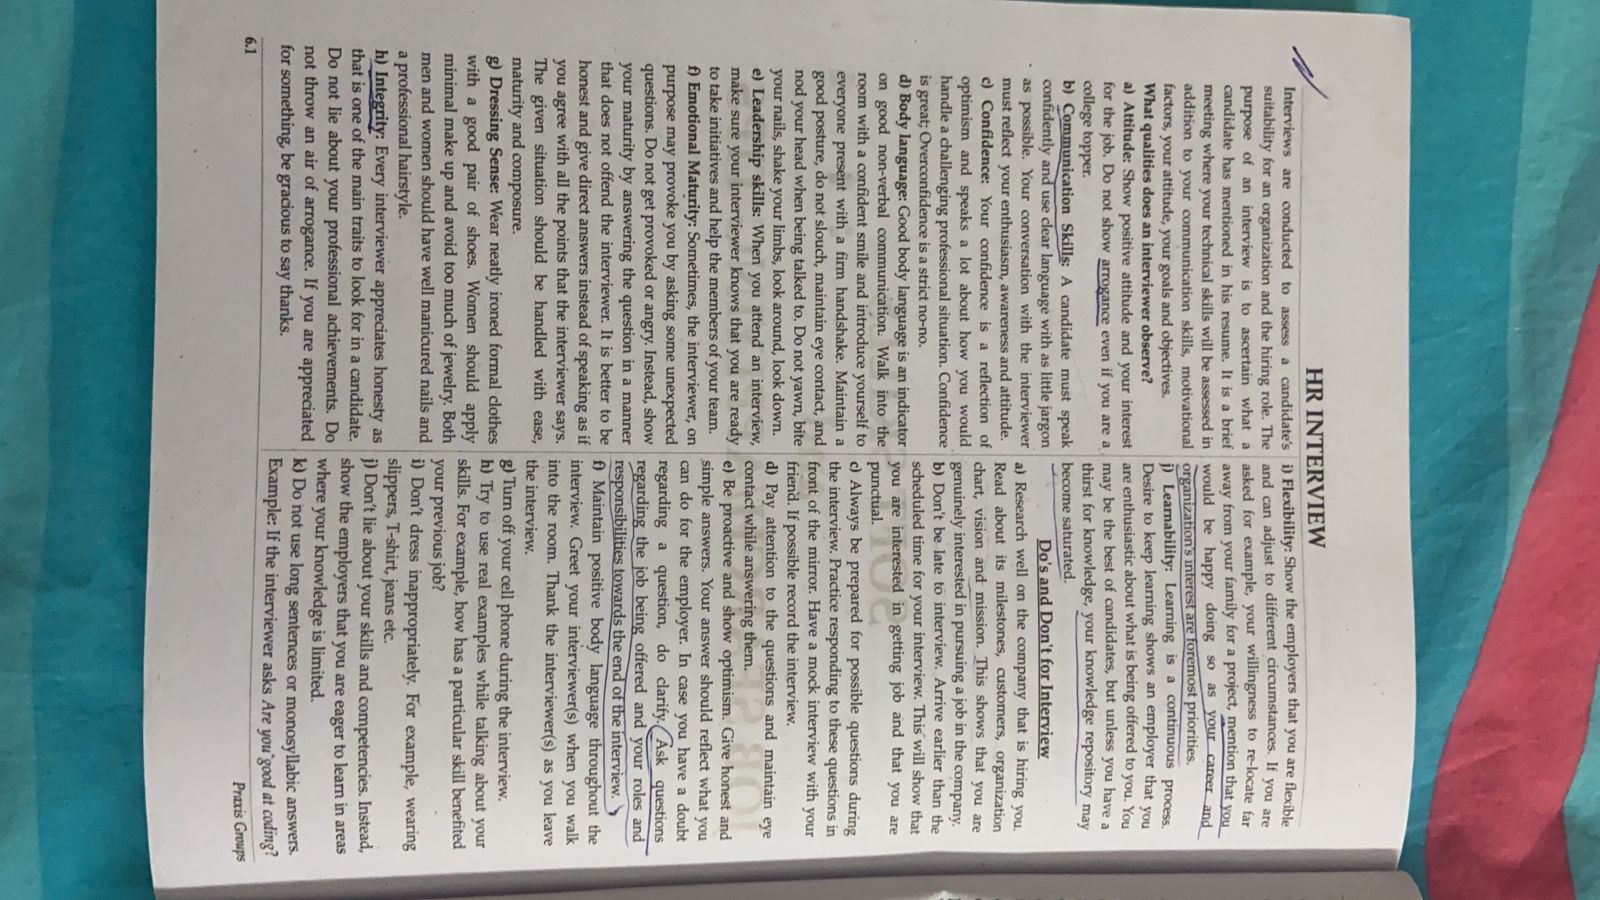 HR INTERVIEW
Interviews are conducted to assess a candidate's
suitability for an organization and the hiring role. The
purpose of an interview is to ascertain what a
candidate has mentioned in his resume. It is a brief
meeting where your technical skills will be assessed in
addition to your communication skills, motivational
factors, your attitude, your goals and objectives.
What qualities does an interviewer observe?
a) Attitude: Show positive attitude and your interest
for the job. Do not show arrogance even if you are a
college topper.
b) Communication Skills: A candidate must speak
confidently and use clear language with as little jargon
as possible. Your conversation with the interviewer
must reflect your enthusiasm, awareness and attitude.
c) Confidence: Your confidence is a reflection of
optimism and speaks a lot about how you would
handle a challenging professional situation. Confidence
is great; Overconfidence is a strict no-no.
d) Body language: Good body language is an indicator
on good non-verbal communication. Walk into the
room with a confident smile and introduce yourself to
everyone present with a firm handshake. Maintain a
good posture, do not slouch, maintain eye contact, and
nod your head when being talked to. Do not yawn, bite
your nails, shake your limbs, look around, look down.
e) Leadership skills: When you attend an interview,
make sure your interviewer knows that you are ready
to take initiatives and help the members of your team.
f) Emotional Maturity: Sometimes, the interviewer, on
purpose may provoke you by asking some unexpected
questions. Do not get provoked or angry. Instead, show
your maturity by answering the question in a manner
that does not offend the interviewer. It is better to be
honest and give direct answers instead of speaking as if
you agree with all the points that the interviewer says.
The given situation should be handled with ease,
maturity and composure.
g) Dressing Sense: Wear neatly ironed formal clothes
with a good pair of shoes. Women should apply
minimal make up and avoid too much of jewelry. Both
men and women should have well manicured nails and
a professional hairstyle.
h) Integrity: Every interviewer appreciates honesty as
that is one of the main traits to look for in a candidate.
Do not lie about your professional achievements. Do
not throw an air of arrogance. If you are appreciated
for something, be gracious to say thanks.
i) Flexibility: Show the employers that you are flexible
and can adjust to different circumstances. If you are
asked for example, your willingness to re-locate far
away from your family for a project, mention that you
would be happy doing so as your career and
organization's interest are foremost priorities.
j) Learnability: Learning is a continuous process.
Desire to keep learning shows an employer that you
are enthusiastic about what is being offered to you. You
may be the best of candidates, but unless you have a
thirst for knowledge, your knowledge repository may
become saturated.
Do's and Don't for Interview
a) Research well on the company that is hiring you.
Read about its milestones, customers, organization
chart, vision and mission. This shows that you are
genuinely interested in pursuing a job in the company.
b) Don't be late to interview. Arrive earlier than the
scheduled time for your interview. This will show that
you are interested in getting job and that you are
punctual.
c) Always be prepared for possible questions during
the interview. Practice responding to these questions in
front of the mirror. Have a mock interview with your
friend. If possible record the interview.
d) Pay attention to the questions and maintain eye
contact while answering them.
e) Be proactive and show optimism. Give honest and
simple answers. Your answer should reflect what you
can do for the employer. In case you have a doubt
regarding a question, do clarify. Ask questions
regarding the job being offered and your roles and
responsibilities towards the end of the interview.
f) Maintain positive body language throughout the
interview. Greet your interviewer(s) when you walk
into the room. Thank the interviewer(s) as you leave
the interview.
g) Turn off your cell phone during the interview.
h) Try to use real examples while talking about your
skills. For example, how has a particular skill benefited
your previous job?
i) Don't dress inappropriately. For example, wearing
slippers, T-shirt, jeans etc.
j) Don't lie about your skills and competencies. Instead,
show the employers that you are eager to learn in areas
where your knowledge is limited.
k) Do not use long sentences or monosyllabic answers.
Example: If the interviewer asks Are you good at coding?
6.1
Praxis Groups